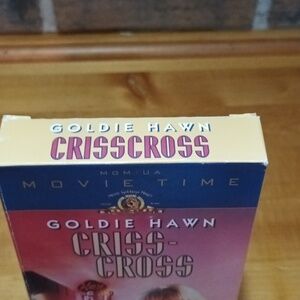 GOLDIE HAWN
CRISSCROSS
MGM/UA
MOVIE TIME
GOLDIE HAWN
CRISS-
CROSS